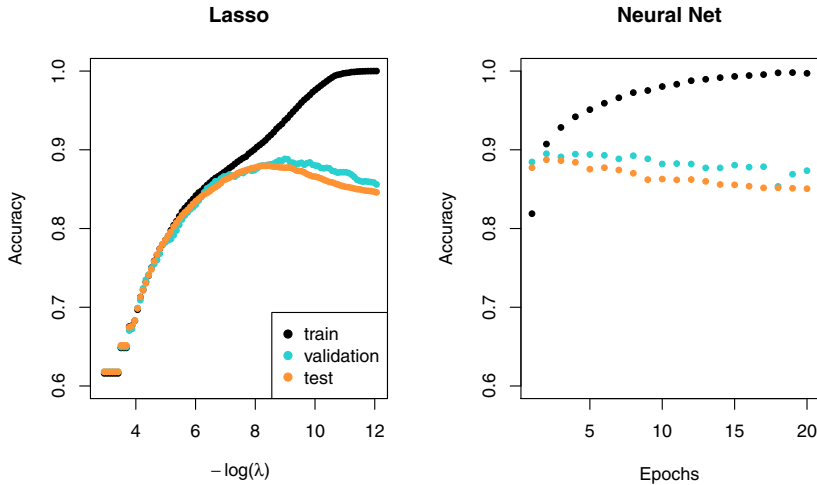 Lasso
Accuracy
1.0
0.9
0.8
0.7
0.6
4 6 8 10 12
− log(λ)
train
validation
test
Neural Net
Accuracy
1.0
0.9
0.8
0.7
0.6
5 10 15 20
Epochs